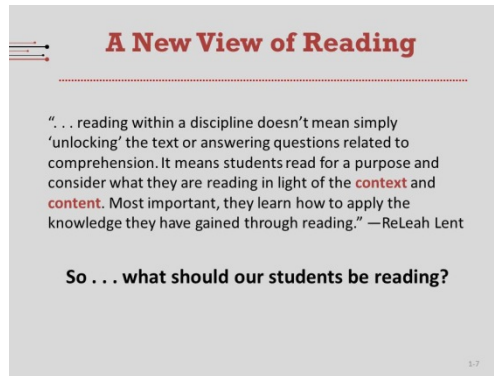 A New View of Reading
“. . . reading within a discipline doesn’t mean simply
‘unlocking’ the text or answering questions related to
comprehension. It means students read for a purpose and
consider what they are reading in light of the context and
content. Most important, they learn how to apply the
knowledge they have gained through reading.” —ReLeah Lent
So . . . what should our students be reading?
1-7